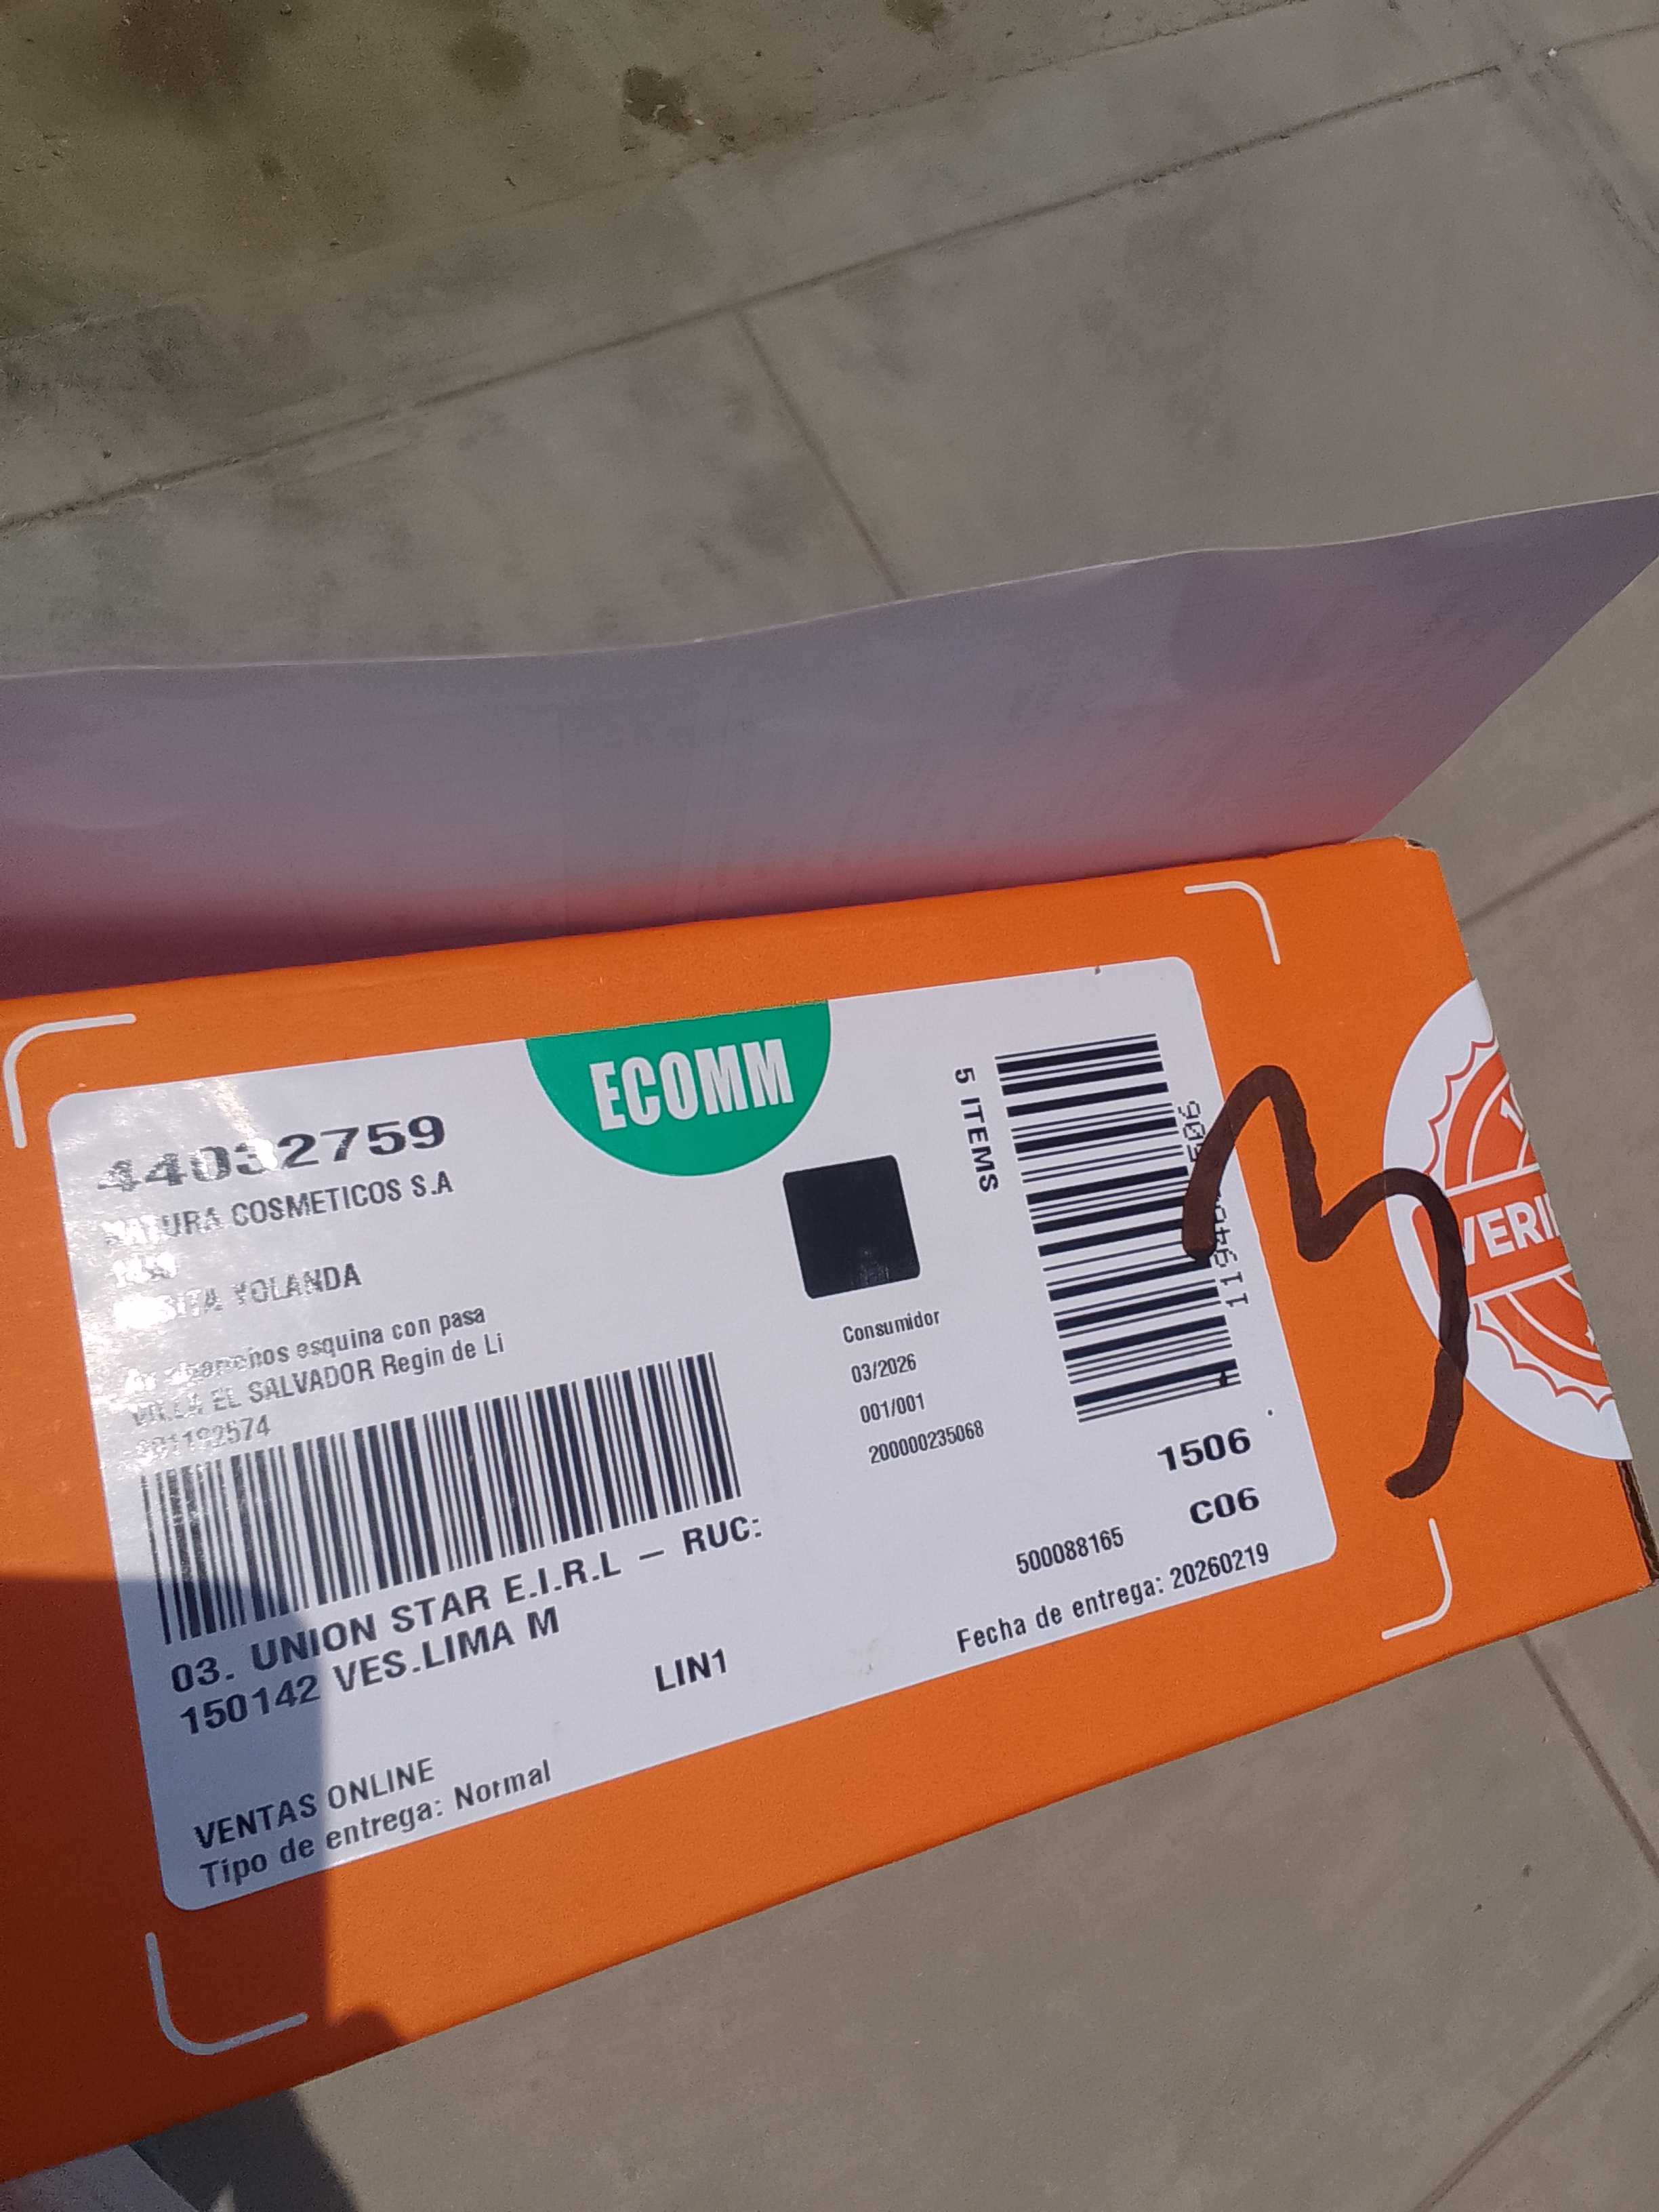 ECOMM
44032759
NATURA COSMETICOS S.A
YOLANDA
esquina con pasa
VILLA EL SALVADOR Regin de Li
03. UNION STAR E.I.R.L – RUC:
150142 VES.LIMA M
LIN1
VENTAS ONLINE
Tipo de entrega: Normal
5 ITEMS
Consumidor
03/2026
001/001
200000235068
1506
C06
500088165
Fecha de entrega: 20260219
3